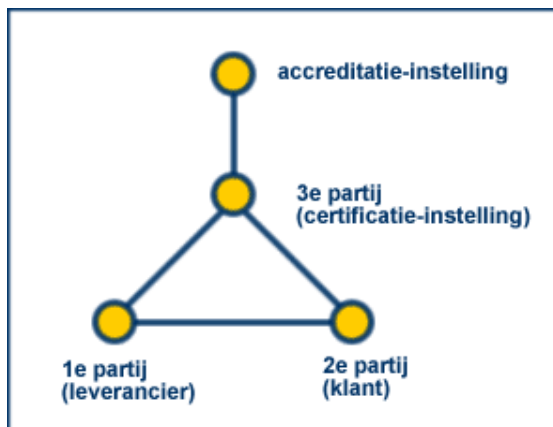 accreditatie-instelling
3e partij
(certificatie-instelling)
1e partij
(leverancier)
2e partij
(klant)